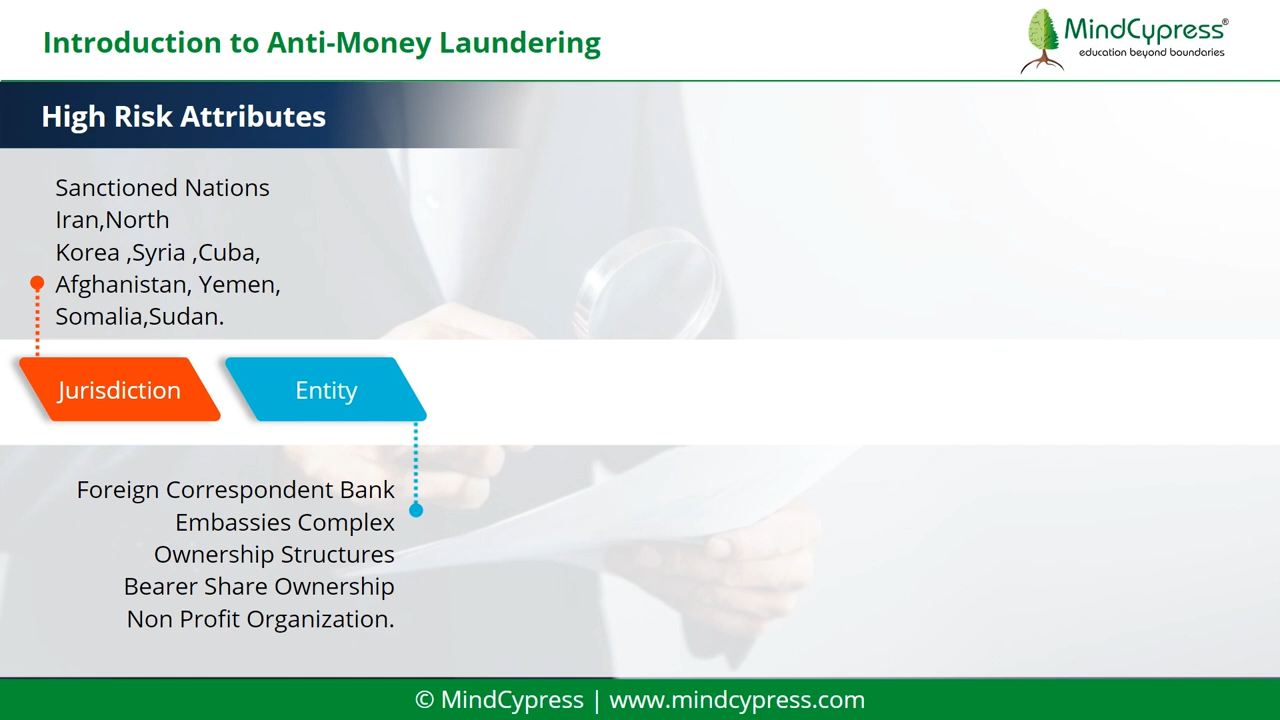 Introduction to Anti-Money Laundering
MindCypress®
education beyond boundaries
High Risk Attributes
Sanctioned Nations
Iran,North
Korea ,Syria ,Cuba,
Afghanistan, Yemen,
Somalia,Sudan.
Jurisdiction
Entity
Foreign Correspondent Bank
Embassies Complex
Ownership Structures
Bearer Share Ownership
Non Profit Organization.
© MindCypress | www.mindcypress.com